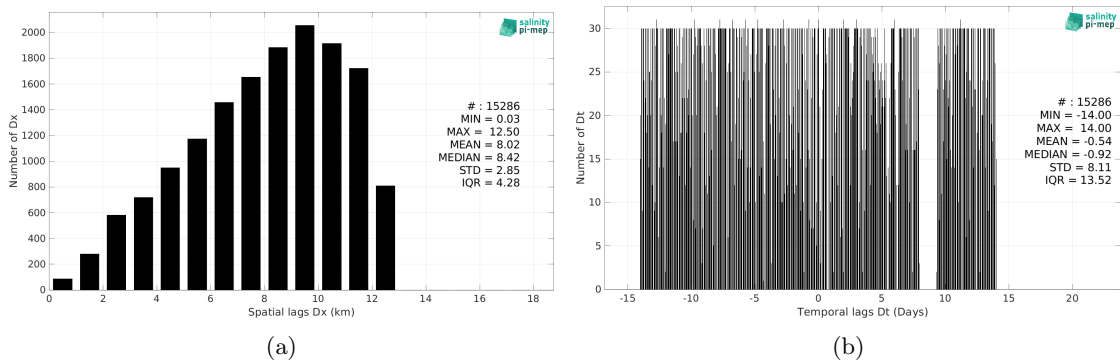 salinity
pi-mep
2000
1800
1600
1400
1200
1000
800
600
400
200
0
Number of Dx
# : 15286
MIN = 0.03
MAX = 12.50
MEAN = 8.02
MEDIAN = 8.42
STD = 2.85
IQR = 4.28
0 2 4 6 8 10 12 14 16 18
Spatial lags Dx (km)
(a)
salinity
pi-mep
30
25
20
15
10
5
0
Number of Dt
# : 15286
MIN = -14.00
MAX = 14.00
MEAN = -0.54
MEDIAN = -0.92
STD = 8.11
IQR = 13.52
-15 -10 -5 0 5 10 15 20
Temporal lags Dt (Days)
(b)